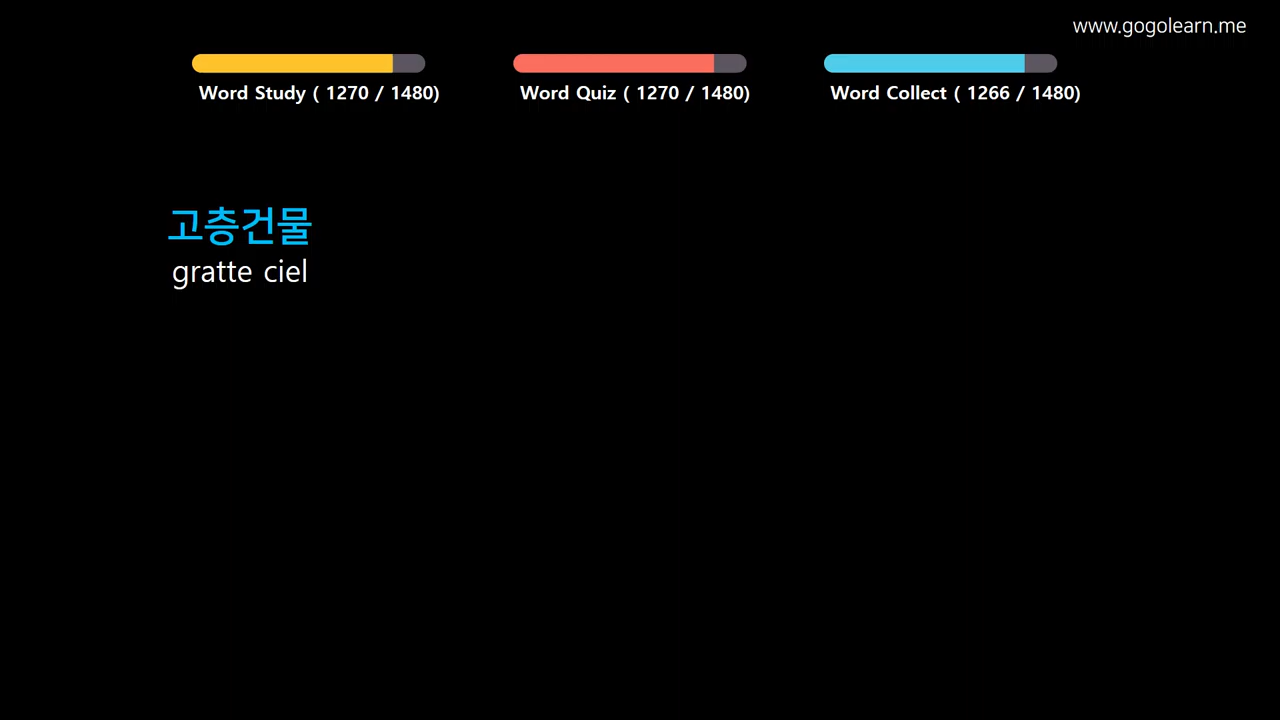 www.gogolearn.me
Word Study ( 1270 / 1480)
Word Quiz ( 1270 / 1480)
Word Collect ( 1266 / 1480)
고층건물
gratte ciel